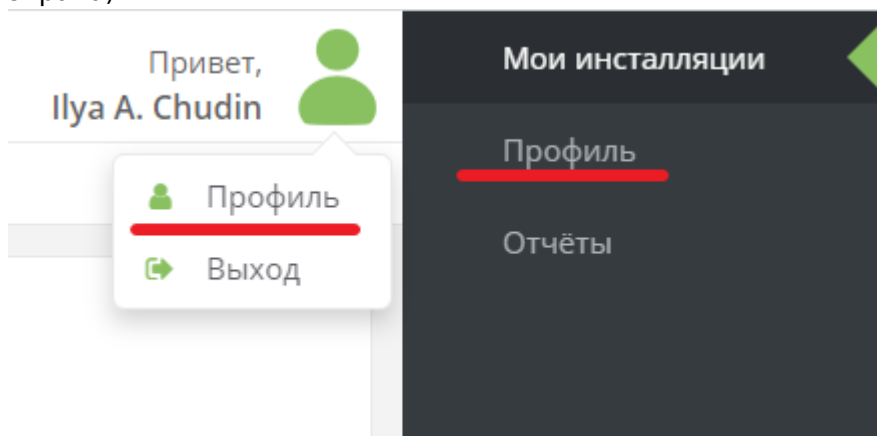 Привет,
Ilya A. Chudin
Профиль
Выход
Мои инсталляции
Профиль
Отчёты